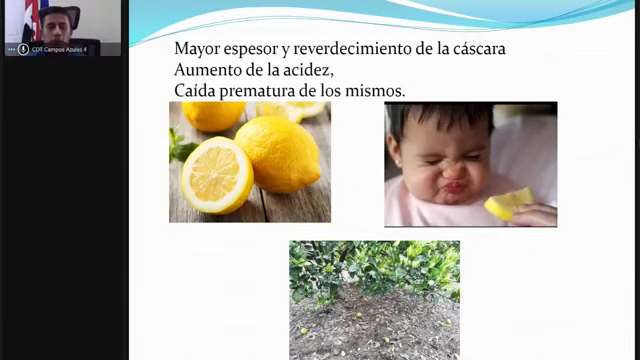 Mayor espesor y reverdecimiento de la cáscara
Aumento de la acidez,
Caída prematura de los mismos.
CDT Campos Azules 4